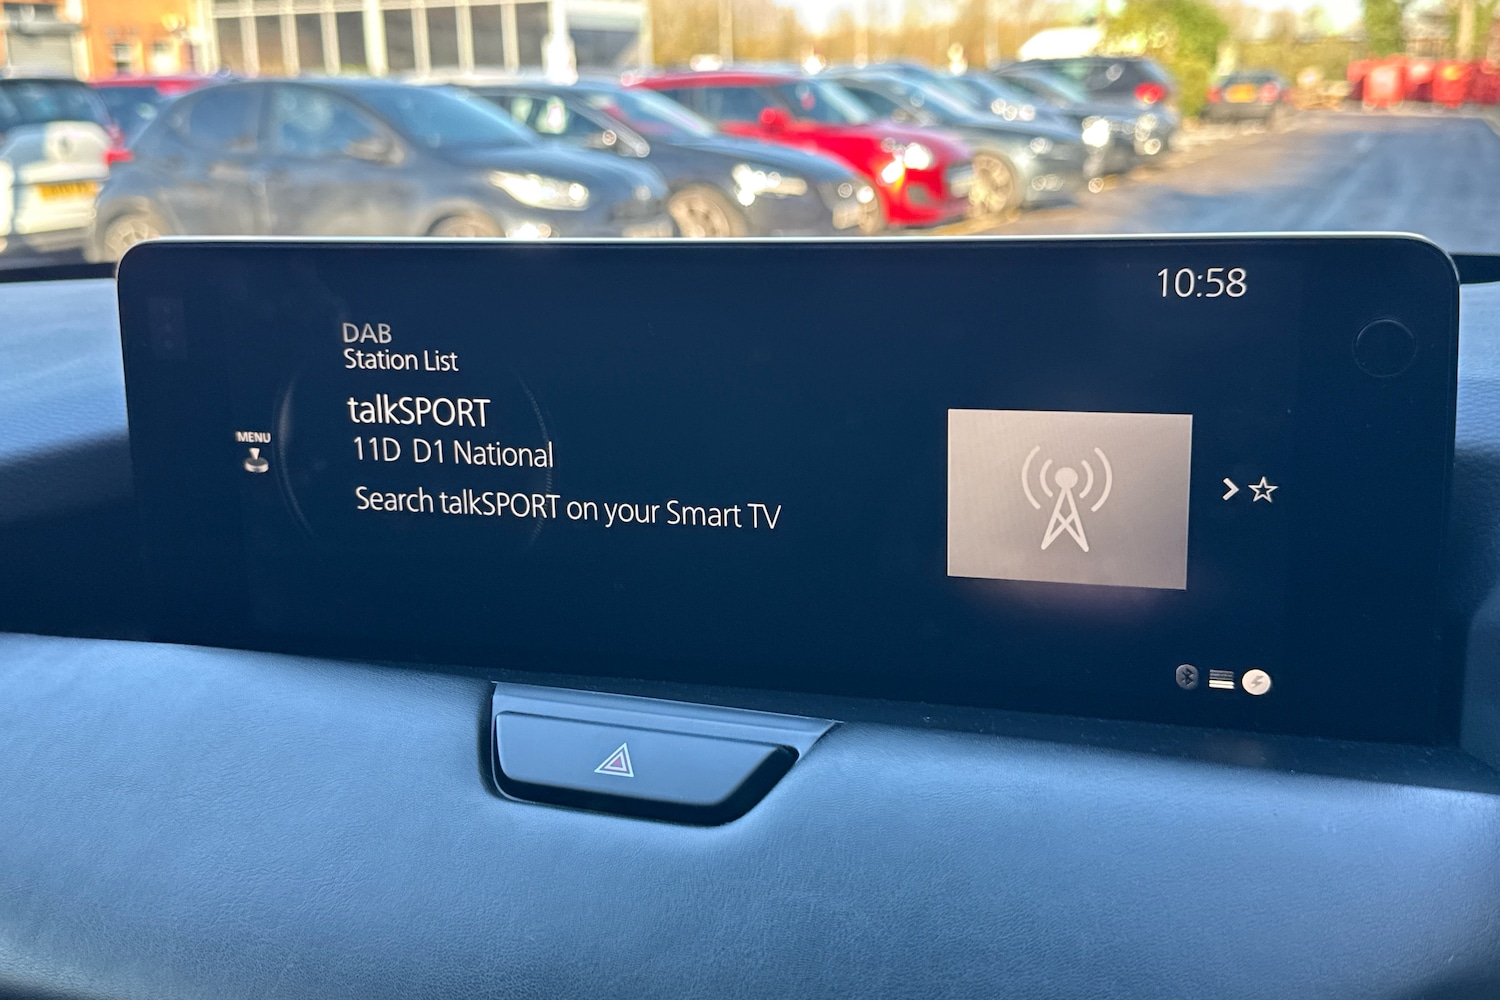 10:58
DAB
Station List
talkSPORT
MENU
11D D1 National
Search talkSPORT on your Smart TV